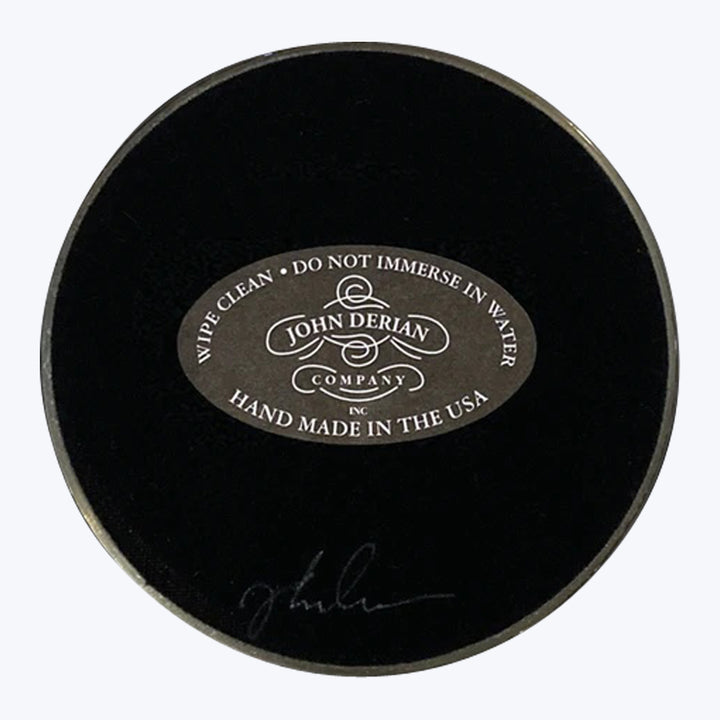 WIPE CLEAN • DO NOT IMMERSE IN WATER
JOHN DERIAN
COMPANY
INC
HAND MADE IN THE USA